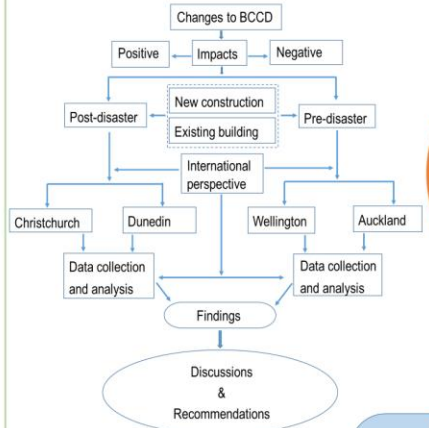 Changes to BCCD
Positive
Impacts
Negative
New construction
Post-disaster
Pre-disaster
Existing building
International
perspective
Christchurch
Dunedin
Wellington
Auckland
Data collection
and analysis
Data collection
and analysis
Findings
Discussions
&
Recommendations